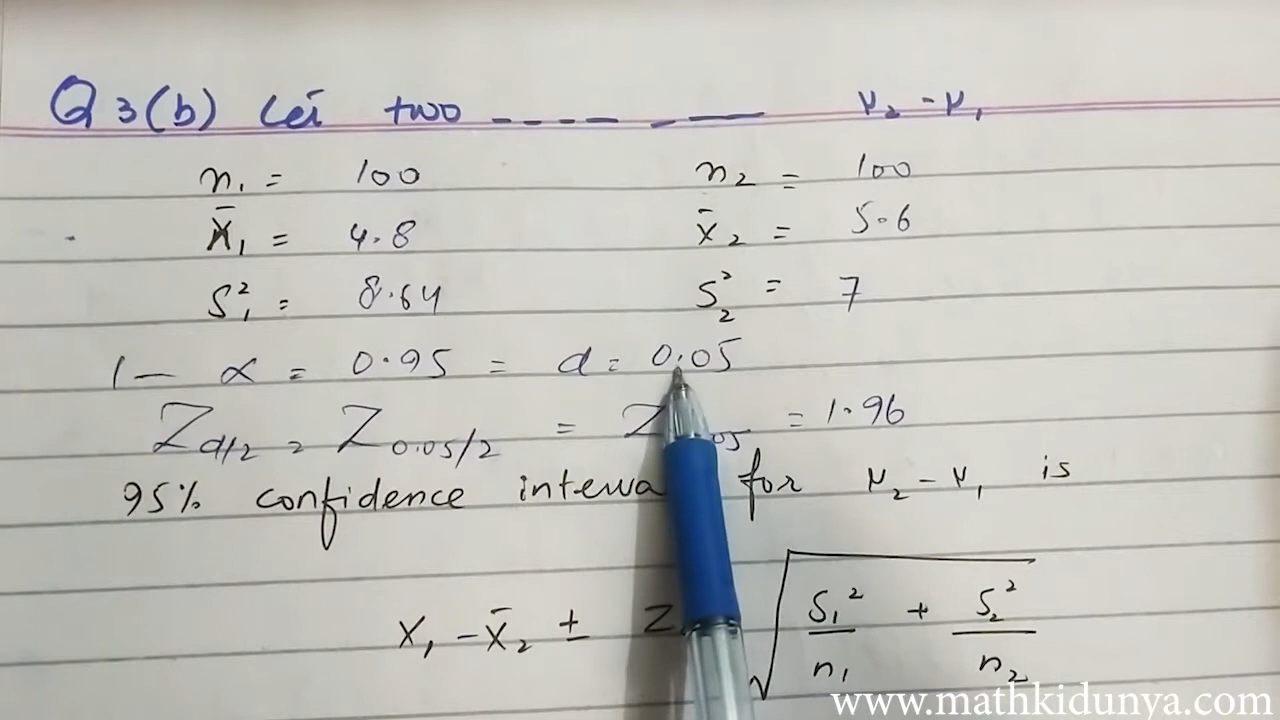 Q 3(b) Let two ---- - — μ₂ - μ₁
n₁ = 100 n₂ = 100
X̄₁ = 4.8 x̄₂ = 5.6
S₁² = 8.64 S₂² = 7
1 - α = 0.95 = α = 0.05
Z α/2 = Z 0.05/2 = Z = 1.96
95% confidence for μ₂ - μ₁ is
X₁ - X̄₂ ± Z √(S₁²/n₁ + S₂²/n₂)
www.mathkidunya.com